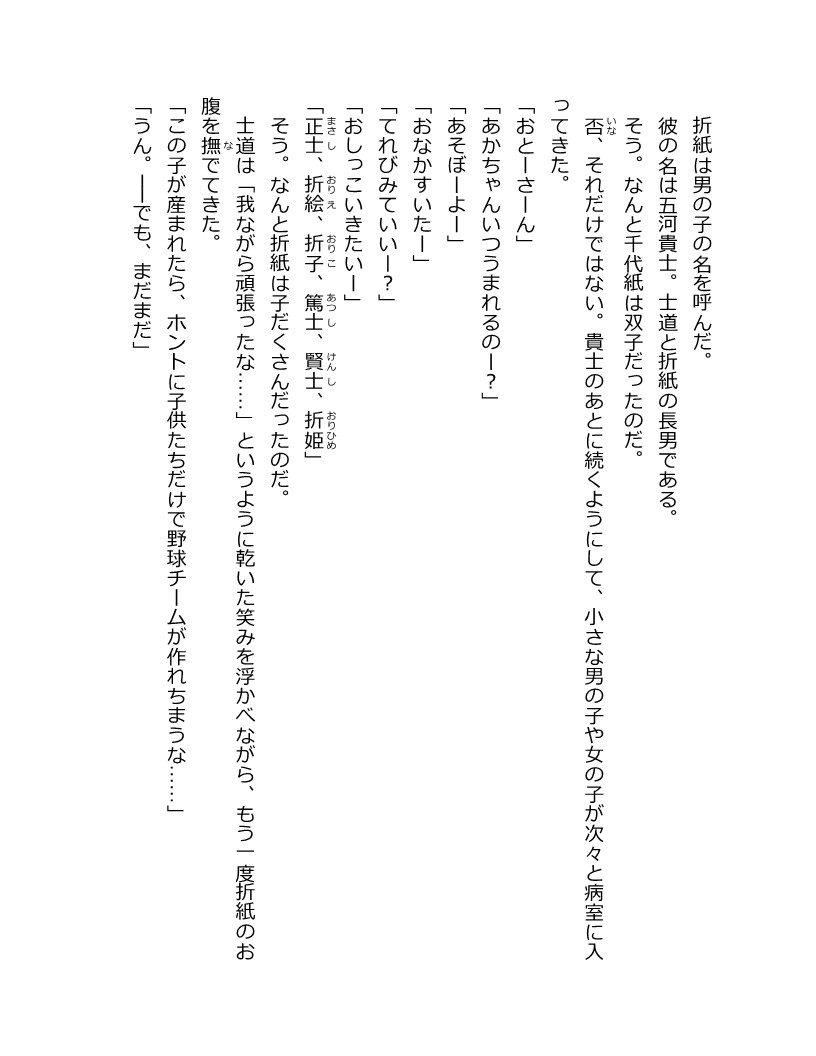 折紙は男の子の名を呼んだ。
彼の名は五河貴士。士道と折紙の長男である。
そう。なんと千代紙は双子だったのだ。
否、それだけではない。貴士のあとに続くようにして、小さな男の子や女の子が次々と病室に入
ってきた。
「おとーさーん」
「あかちゃんいつうまれるのー？」
「あそぼーよー」
「おなかすいたー」
「てれびみていいー？」
「おしっこいきたいー」
「正士、折絵、折子、篤士、賢士、折姫」
そう。なんと折紙は子だくさんだったのだ。
士道は「我ながら頑張ったな……」というように乾いた笑みを浮かべながら、もう一度折紙のお
腹を撫でてきた。
「この子が産まれたら、ホントに子供たちだけで野球チームが作れちまうな……」
「うん。――でも、まだまだ」